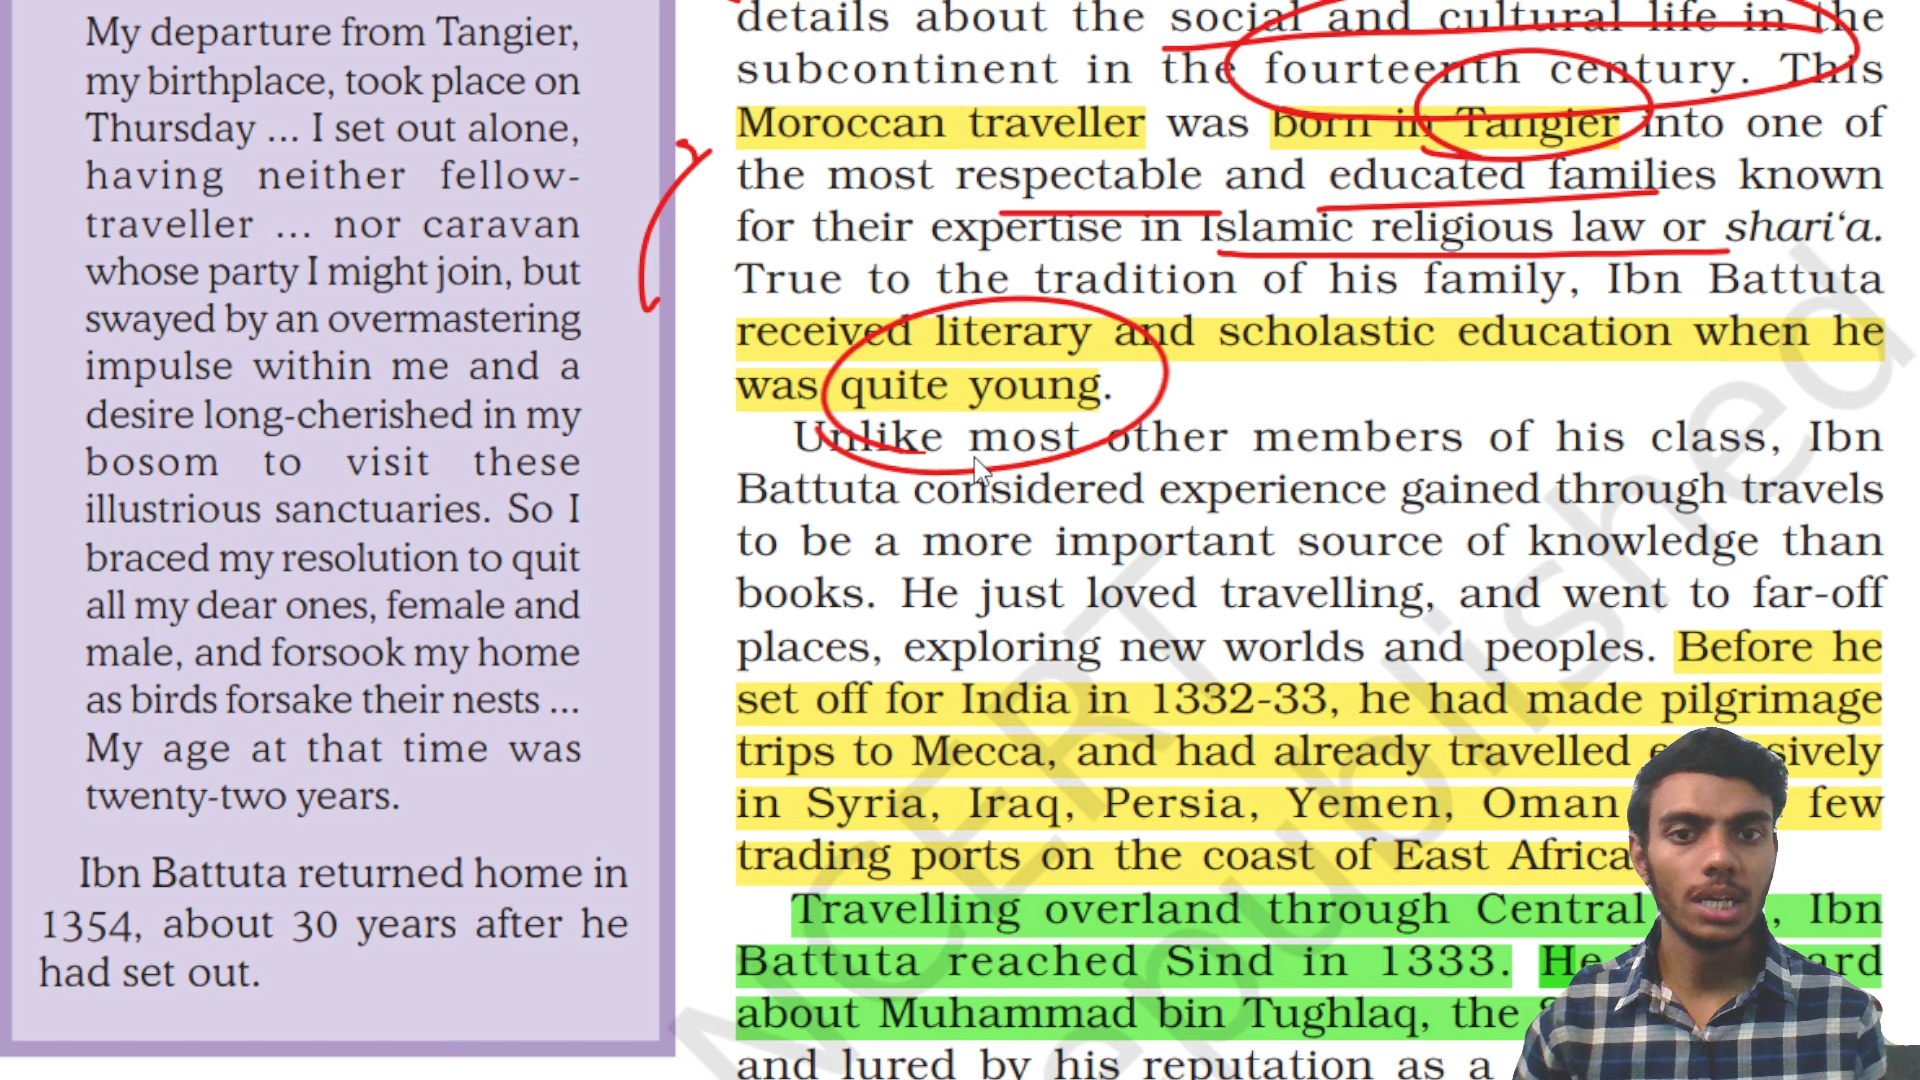 My departure from Tangier,
my birthplace, took place on
Thursday ... I set out alone,
having neither fellow-
traveller ... nor caravan
whose party I might join, but
swayed by an overmastering
impulse within me and a
desire long-cherished in my
bosom to visit these
illustrious sanctuaries. So I
braced my resolution to quit
all my dear ones, female and
male, and forsook my home
as birds forsake their nests ...
My age at that time was
twenty-two years.
Ibn Battuta returned home in
1354, about 30 years after he
had set out.
details about the social and cultural life in the
subcontinent in the fourteenth century. This
Moroccan traveller was born in Tangier into one of
the most respectable and educated families known
for their expertise in Islamic religious law or shari‘a.
True to the tradition of his family, Ibn Battuta
received literary and scholastic education when he
was quite young.
Unlike most other members of his class, Ibn
Battuta considered experience gained through travels
to be a more important source of knowledge than
books. He just loved travelling, and went to far-off
places, exploring new worlds and peoples. Before he
set off for India in 1332-33, he had made pilgrimage
trips to Mecca, and had already travelled
in Syria, Iraq, Persia, Yemen, Oman few
trading ports on the coast of East Africa
Travelling overland through Central , Ibn
Battuta reached Sind in 1333. He
about Muhammad bin Tughlaq, the
and lured by his reputation as a
NCERT
republished